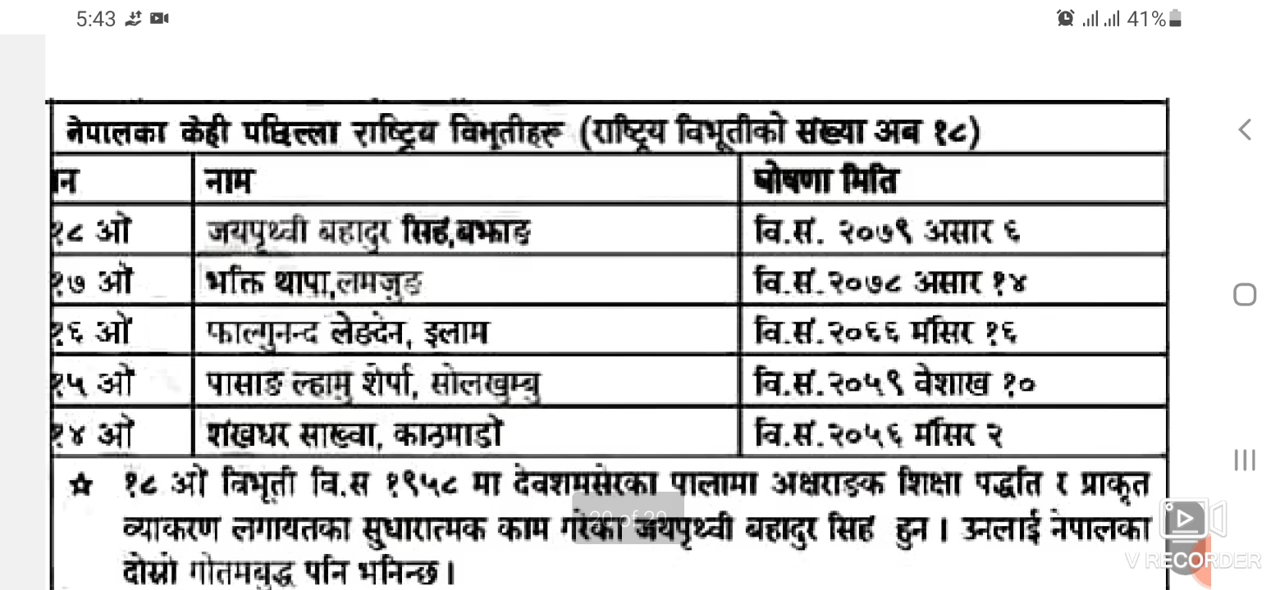 5:43 41%
नेपालका केही पछिल्ला राष्ट्रिय विभूतीहरू (राष्ट्रिय विभूतीको संख्या अब १८)
न नाम घोषणा मिति
१८ ओं जयपृथ्वी बहादुर सिहं,बझाङ वि.सं. २०७९ असार ६
१७ ओं भक्ति थापा,लमजुङ वि.सं.२०७८ असार १४
१६ ओं फाल्गुनन्द लेङदेन, इलाम वि.सं.२०६६ मंसिर १६
१५ ओं पासाङ ल्हामु शेर्पा, सोलखुम्बु वि.सं.२०५९ वेशाख १०
१४ ओं शंखधर साख्वा, काठमाडों वि.सं.२०५६ मंसिर २
☆ १८ ओं विभूती वि.स १९५८ मा देवशमसेरका पालामा अक्षराङक शिक्षा पर्द्धति र प्राकृत
व्याकरण लगायतका सुधारात्मक काम गरेका जयपृथ्वी बहादुर सिहं हुन । उनलाई नेपालका
दोस्रो गोतमबुद्ध पनि भनिन्छ ।
V RECORDER